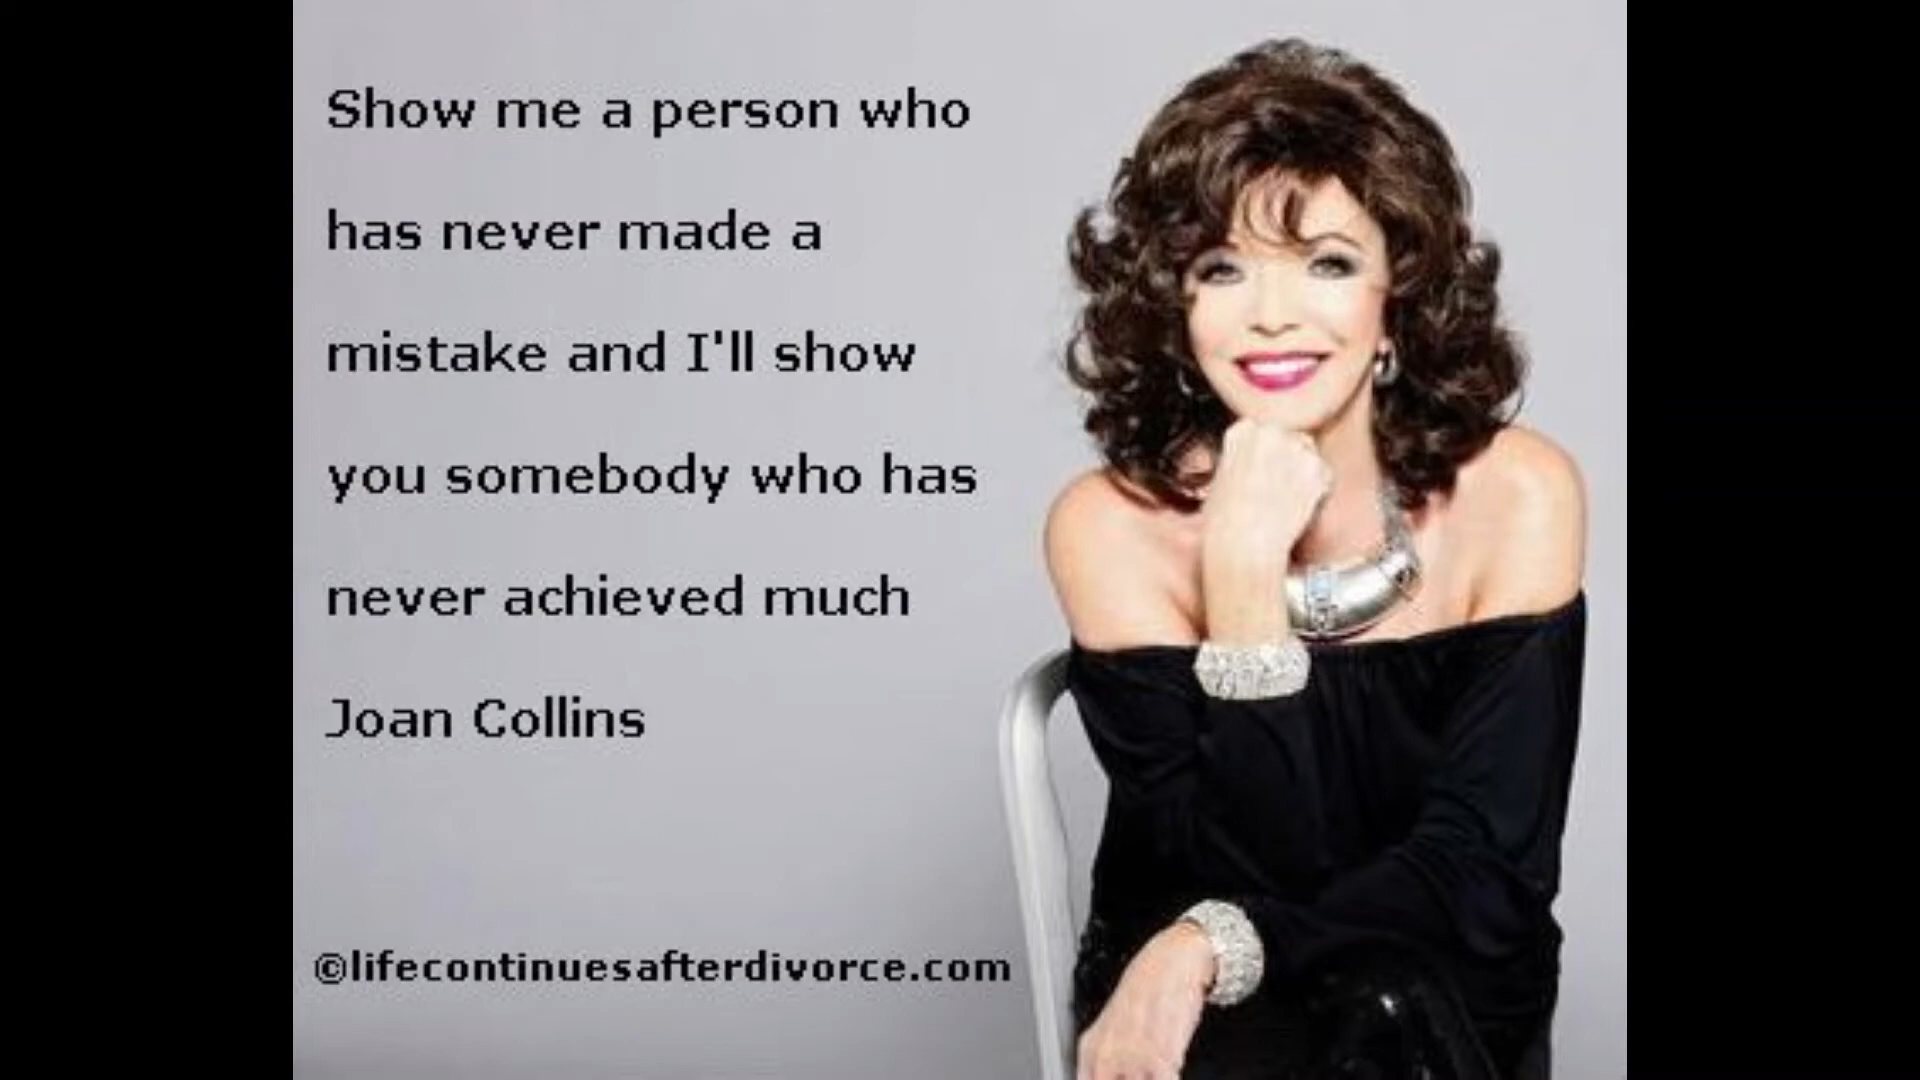 Show me a person who
has never made a
mistake and I'll show
you somebody who has
never achieved much
Joan Collins
©lifecontinuesafterdivorce.com